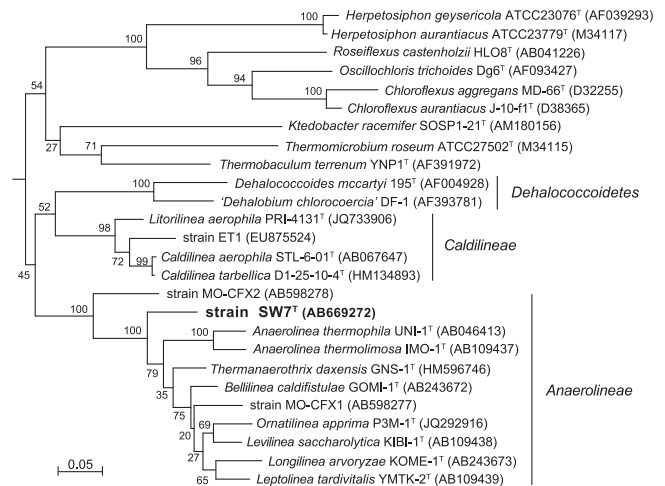 100
Herpetosiphon geysericola ATCC23076ᵀ (AF039293)
Herpetosiphon aurantiacus ATCC23779ᵀ (M34117)
100
Roseiflexus castenholzii HLO8ᵀ (AB041226)
96
Oscillochloris trichoides Dg6ᵀ (AF093427)
94
Chloroflexus aggregans MD-66ᵀ (D32255)
100
Chloroflexus aurantiacus J-10-f1ᵀ (D38365)
54
Ktedobacter racemifer SOSP1-21ᵀ (AM180156)
27
Thermomicrobium roseum ATCC27502ᵀ (M34115)
71
Thermobaculum terrenum YNP1ᵀ (AF391972)
Dehalococcoides mccartyi 195ᵀ (AF004928)
100
'Dehalobium chlorocoercia' DF-1 (AF393781)
Dehalococcoidetes
52
Litorilinea aerophila PRI-4131ᵀ (JQ733906)
98
strain ET1 (EU875524)
72
Caldilinea aerophila STL-6-01ᵀ (AB067647)
99
Caldilinea tarbellica D1-25-10-4ᵀ (HM134893)
Caldilineae
45
strain MO-CFX2 (AB598278)
100
strain SW7ᵀ (AB669272)
100
Anaerolinea thermophila UNI-1ᵀ (AB046413)
100
Anaerolinea thermolimosa IMO-1ᵀ (AB109437)
79
Thermanaerothrix daxensis GNS-1ᵀ (HM596746)
35
Bellilinea caldifistulae GOMI-1ᵀ (AB243672)
75
strain MO-CFX1 (AB598277)
20
Ornatilinea apprima P3M-1ᵀ (JQ292916)
69
Levilinea saccharolytica KIBI-1ᵀ (AB109438)
27
Longilinea arvoryzae KOME-1ᵀ (AB243673)
65
Leptolinea tardivitalis YMTK-2ᵀ (AB109439)
Anaerolineae
0.05